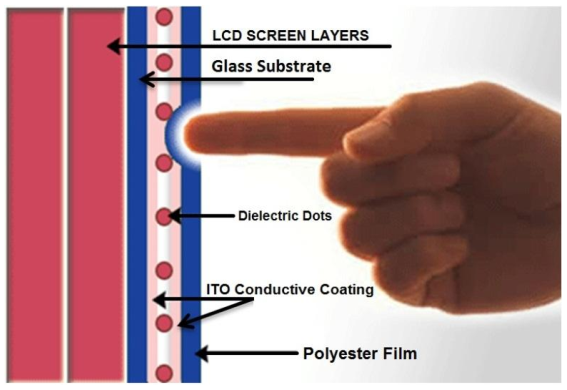 LCD SCREEN LAYERS
Glass Substrate
Dielectric Dots
ITO Conductive Coating
Polyester Film